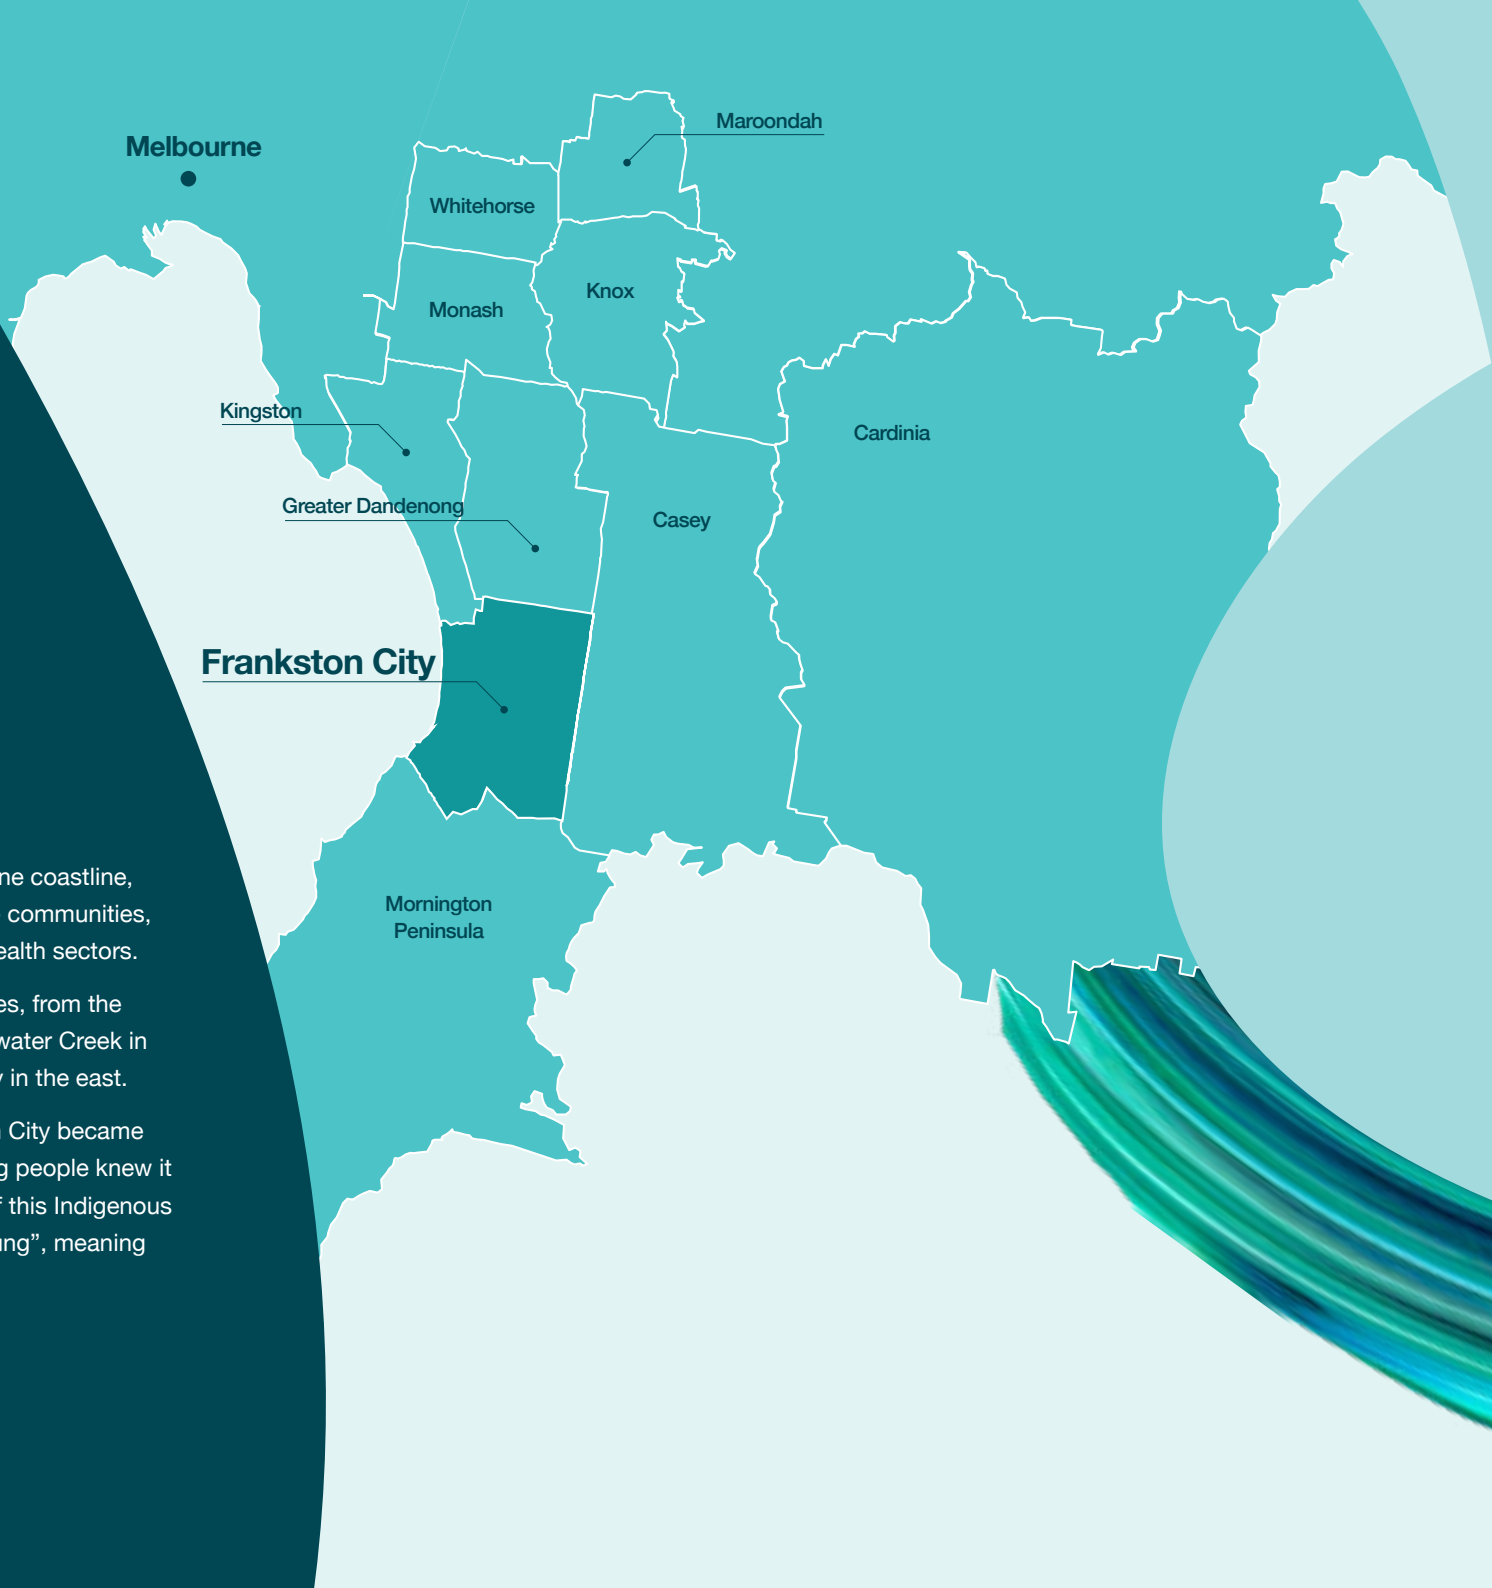 Maroondah
Melbourne
Whitehorse
Knox
Monash
Kingston
Cardinia
Greater Dandenong
Casey
Frankston City
Mornington
Peninsula
ne coastline,
communities,
ealth sectors.
es, from the
water Creek in
in the east.
City became
people knew it
this Indigenous
ung”, meaning